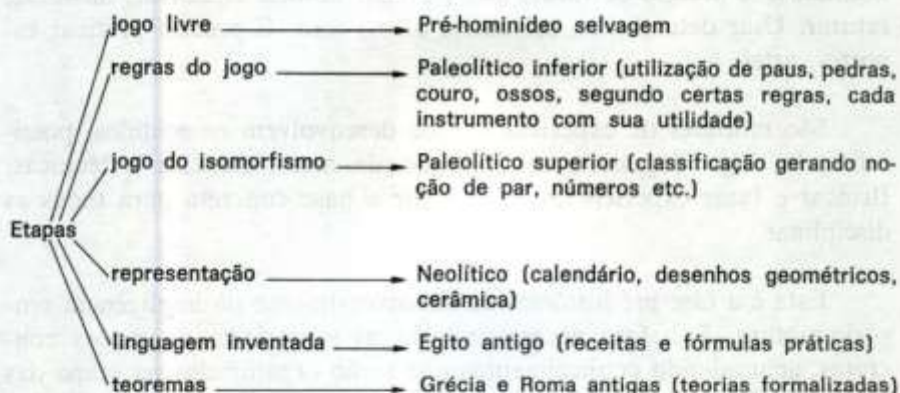 jogo livre Pré-hominídeo selvagem
regras do jogo Paleolítico inferior (utilização de paus, pedras,
couro, ossos, segundo certas regras, cada
instrumento com sua utilidade)
jogo do isomorfismo Paleolítico superior (classificação gerando no-
ção de par, números etc.)
Etapas
representação Neolítico (calendário, desenhos geométricos,
cerâmica)
linguagem inventada Egito antigo (receitas e fórmulas práticas)
teoremas Grécia e Roma antigas (teorias formalizadas)